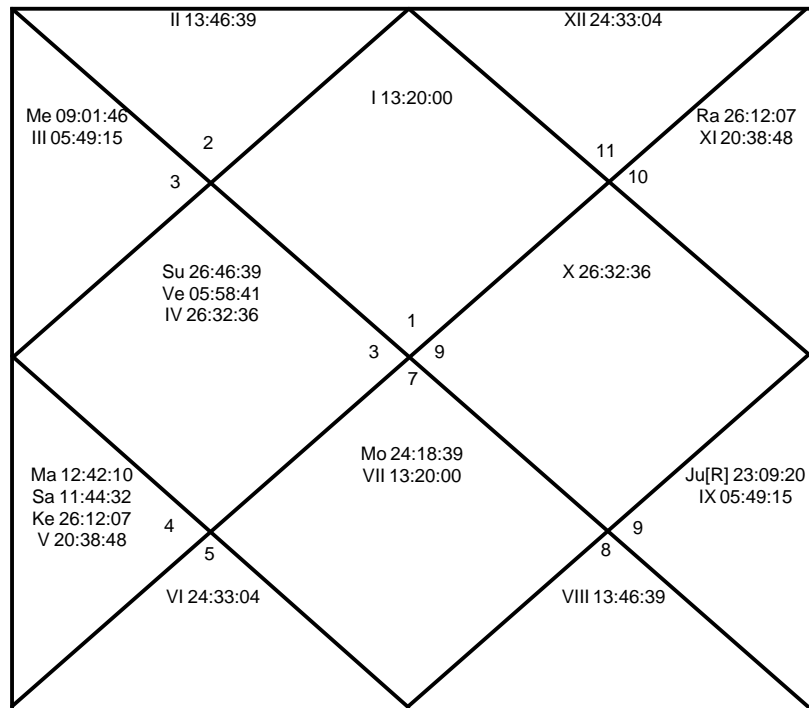 II 13:46:39
XII 24:33:04
I 13:20:00
Me 09:01:46
III 05:49:15
Ra 26:12:07
XI 20:38:48
2
11
3
10
Su 26:46:39
Ve 05:58:41
IV 26:32:36
X 26:32:36
1
3
9
7
Mo 24:18:39
VII 13:20:00
Ma 12:42:10
Sa 11:44:32
Ke 26:12:07
V 20:38:48
Ju[R] 23:09:20
IX 05:49:15
4
9
5
8
VI 24:33:04
VIII 13:46:39